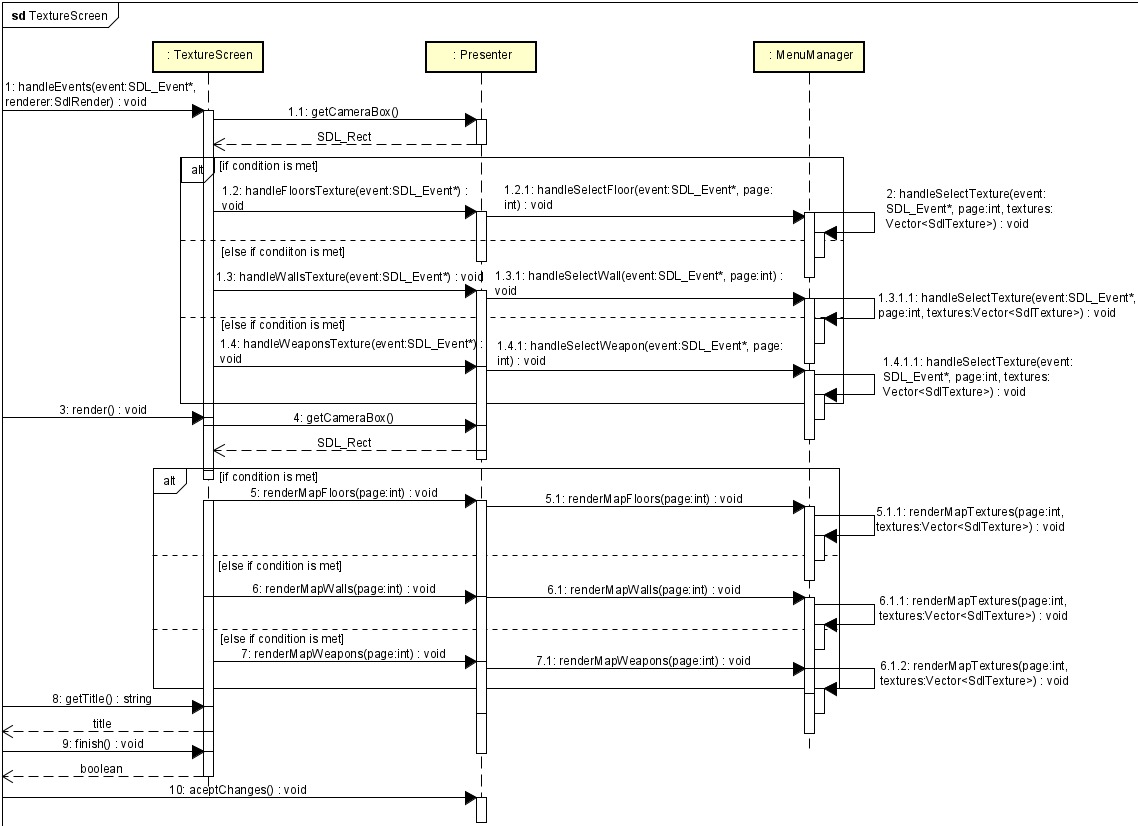 sd TextureScreen
: TextureScreen
: Presenter
: MenuManager
1: handleEvents(event:SDL_Event*,
renderer:SdlRender) : void
1.1: getCameraBox()
SDL_Rect
alt
[if condition is met]
1.2: handleFloorsTexture(event:SDL_Event*) :
void
1.2.1: handleSelectFloor(event:SDL_Event*, page:
int) : void
2: handleSelectTexture(event:
SDL_Event*, page:int, textures:
Vector<SdlTexture>) : void
[else if condiiton is met]
1.3: handleWallsTexture(event:SDL_Event*) : void
1.3.1: handleSelectWall(event:SDL_Event*, page:int) :
void
1.3.1.1: handleSelectTexture(event:SDL_Event*,
page:int, textures:Vector<SdlTexture>) : void
[else if condition is met]
1.4: handleWeaponsTexture(event:SDL_Event*) :
void
1.4.1: handleSelectWeapon(event:SDL_Event*, page:
int) : void
1.4.1.1: handleSelectTexture(event:
SDL_Event*, page:int, textures:
Vector<SdlTexture>) : void
3: render() : void
4: getCameraBox()
SDL_Rect
alt
[if condition is met]
5: renderMapFloors(page:int) : void
5.1: renderMapFloors(page:int) : void
5.1.1: renderMapTextures(page:int,
textures:Vector<SdlTexture>) : void
[else if condition is met]
6: renderMapWalls(page:int) : void
6.1: renderMapWalls(page:int) : void
6.1.1: renderMapTextures(page:int,
textures:Vector<SdlTexture>) : void
[else if condition is met]
7: renderMapWeapons(page:int) : void
7.1: renderMapWeapons(page:int) : void
6.1.2: renderMapTextures(page:int,
textures:Vector<SdlTexture>) : void
8: getTitle() : string
title
9: finish() : void
boolean
10: aceptChanges() : void